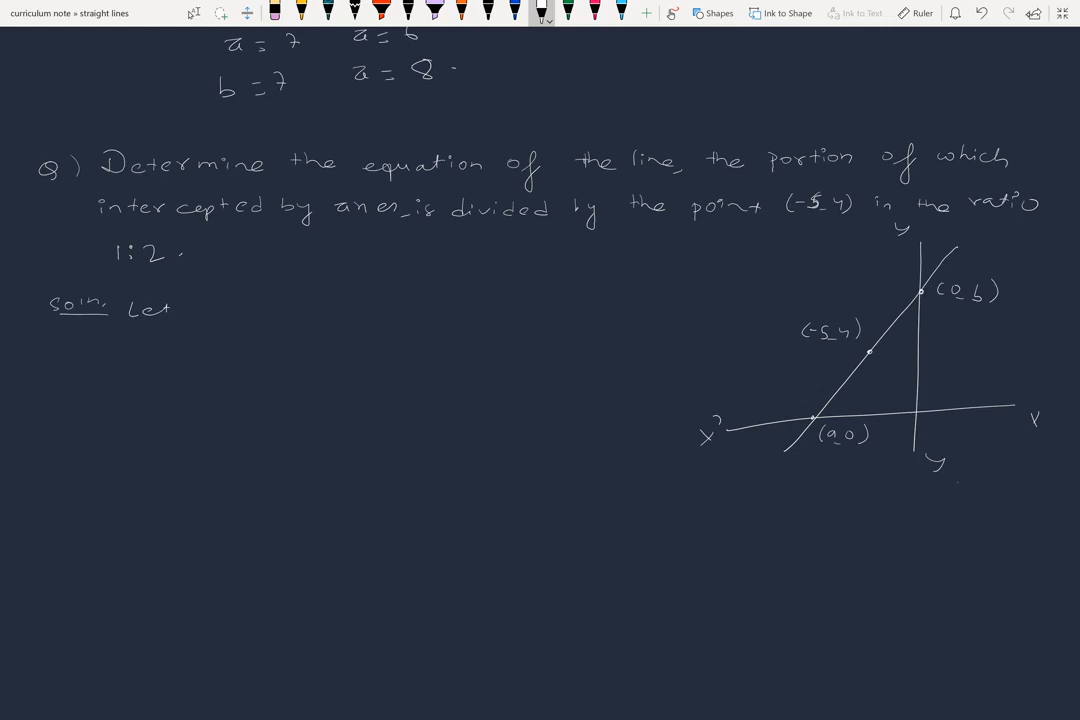 curriculum note » straight lines
Shapes
Ink to Shape
Ink to Text
Ruler
a = 7 a = 6
b = 7 a = 8
Q) Determine the equation of the line, the portion of which
intercepted by axes, is divided by the point (-5, 4) in the ratio
1:2.
y
(0, b)
Soln. Let
(-5, 4)
X' X
(a, 0)
y